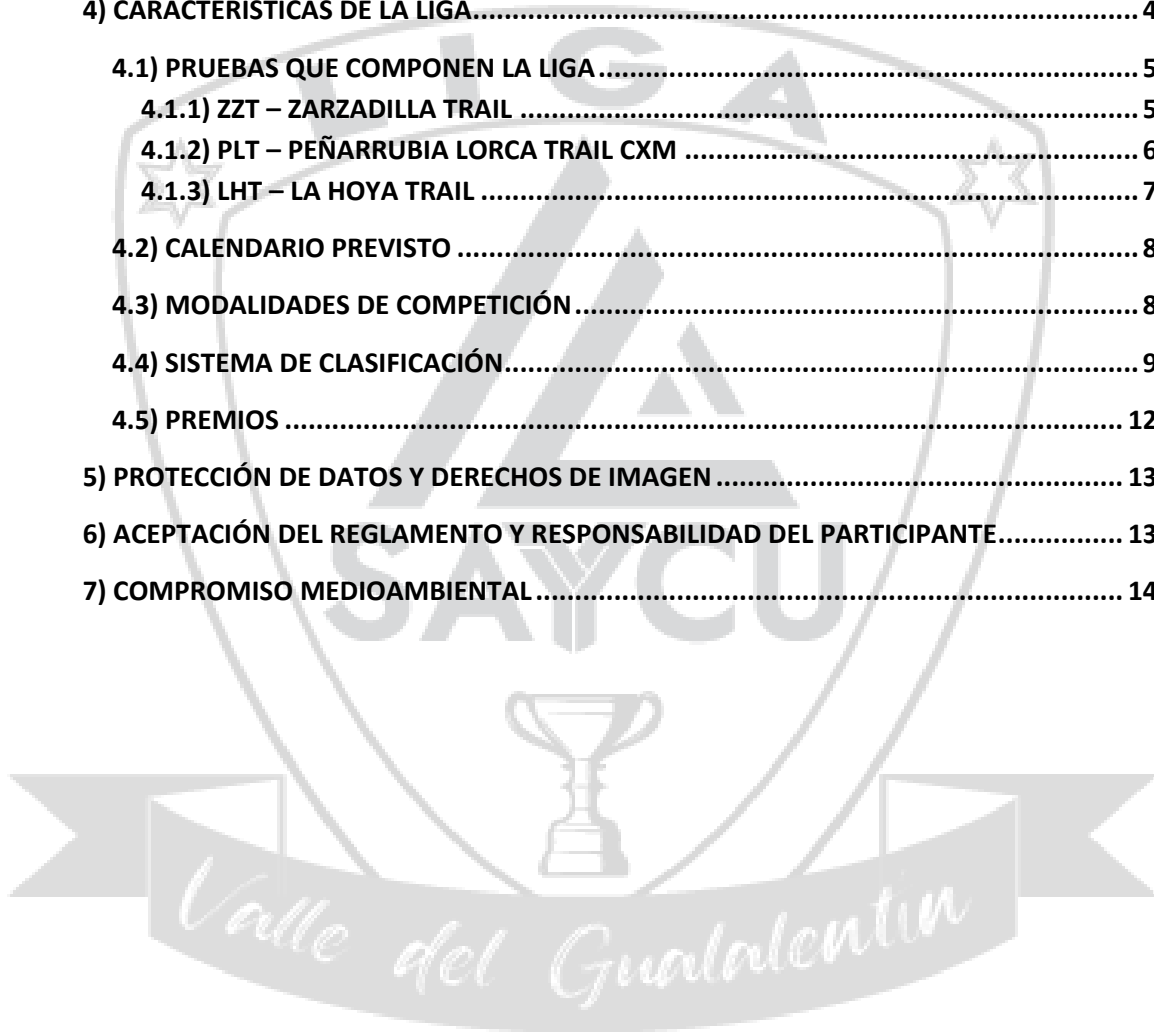 4) CARACTERÍSTICAS DE LA LIGA.................................................................................................. 4
4.1) PRUEBAS QUE COMPONEN LA LIGA.................................................................................. 5
4.1.1) ZZT – ZARZADILLA TRAIL ............................................................................................ 5
4.1.2) PLT – PEÑARRUBIA LORCA TRAIL CXM ..................................................................... 6
4.1.3) LHT – LA HOYA TRAIL ................................................................................................. 7
4.2) CALENDARIO PREVISTO .................................................................................................... 8
4.3) MODALIDADES DE COMPETICIÓN..................................................................................... 8
4.4) SISTEMA DE CLASIFICACIÓN.............................................................................................. 9
4.5) PREMIOS ......................................................................................................................... 12
5) PROTECCIÓN DE DATOS Y DERECHOS DE IMAGEN.......................................................... 13
6) ACEPTACIÓN DEL REGLAMENTO Y RESPONSABILIDAD DEL PARTICIPANTE................. 13
7) COMPROMISO MEDIOAMBIENTAL................................................................................... 14
LIGA
SAYCU
Valle del Gualalentin